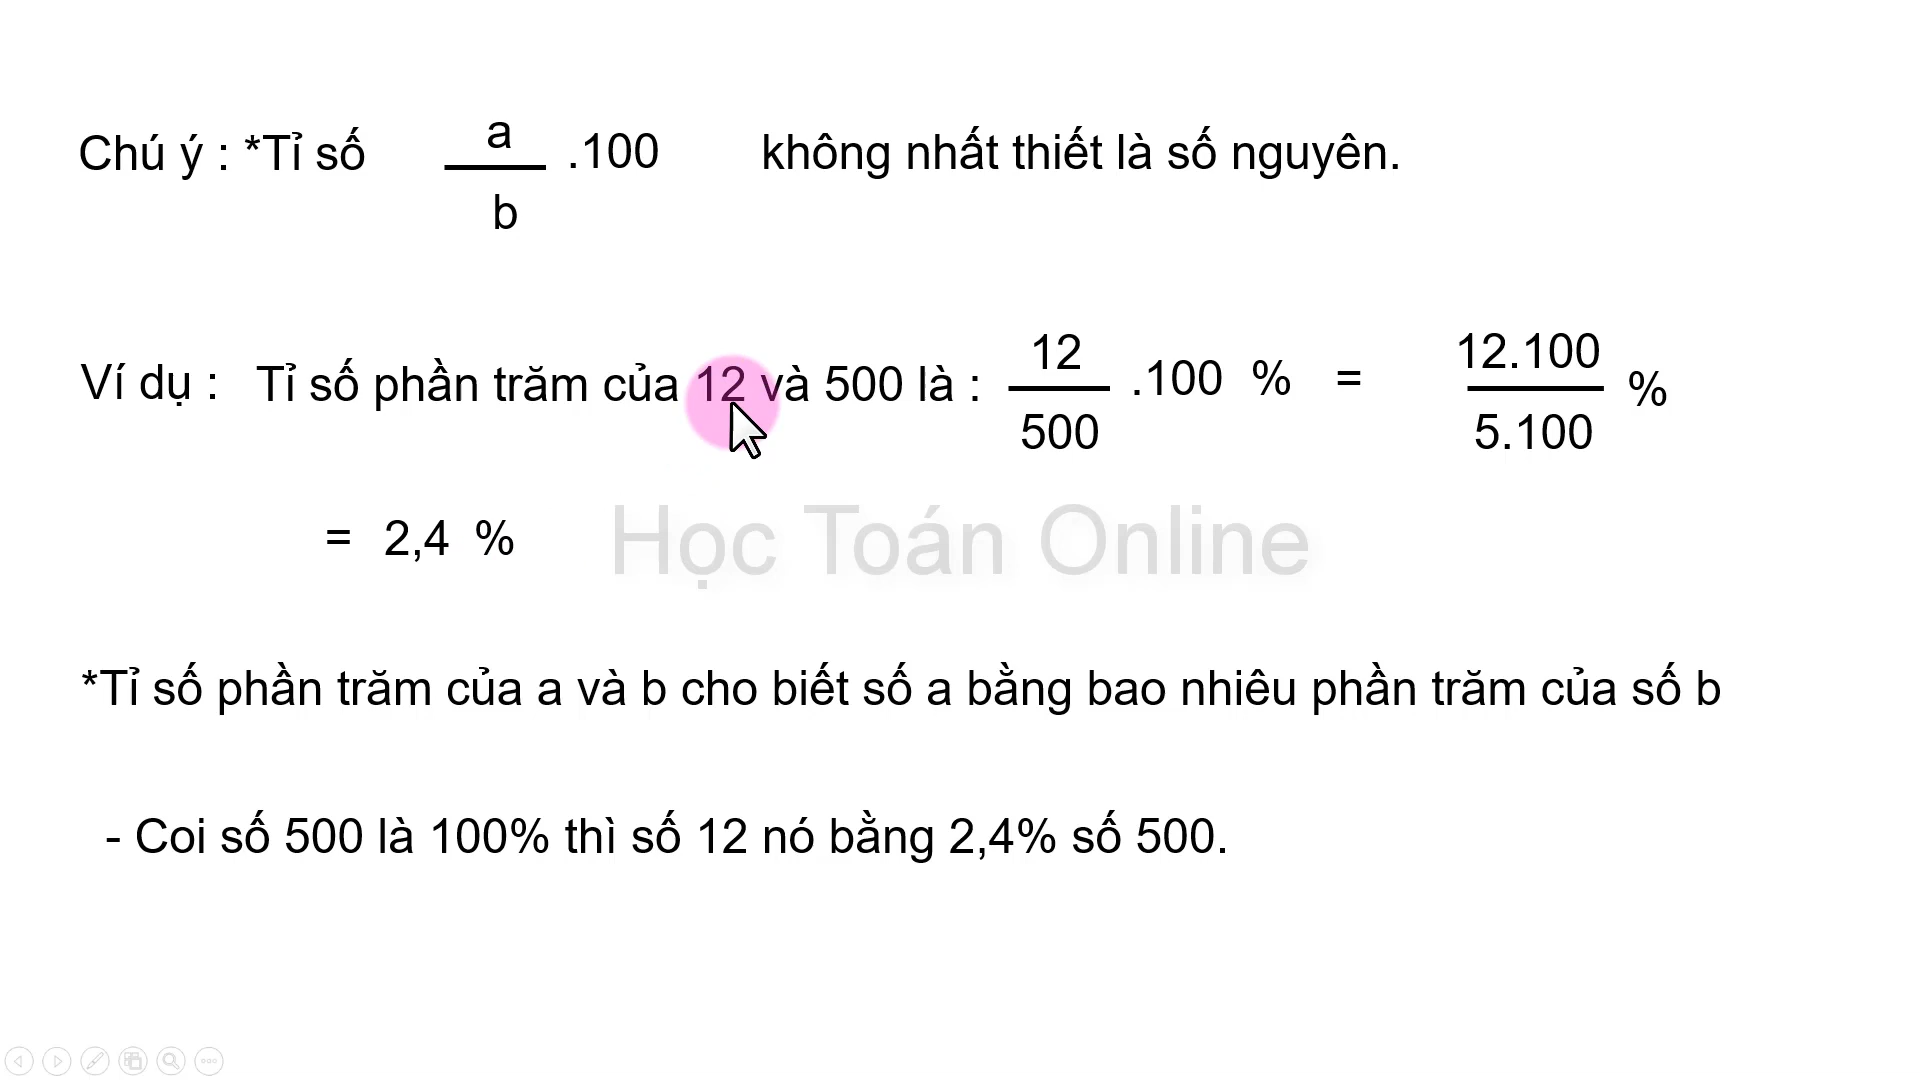 Chú ý : *Tỉ số a/b .100 không nhất thiết là số nguyên.
Ví dụ : Tỉ số phần trăm của 12 và 500 là : 12/500 .100 % = 12.100/5.100 %
= 2,4 %
Học Toán Online
*Tỉ số phần trăm của a và b cho biết số a bằng bao nhiêu phần trăm của số b
- Coi số 500 là 100% thì số 12 nó bằng 2,4% số 500.